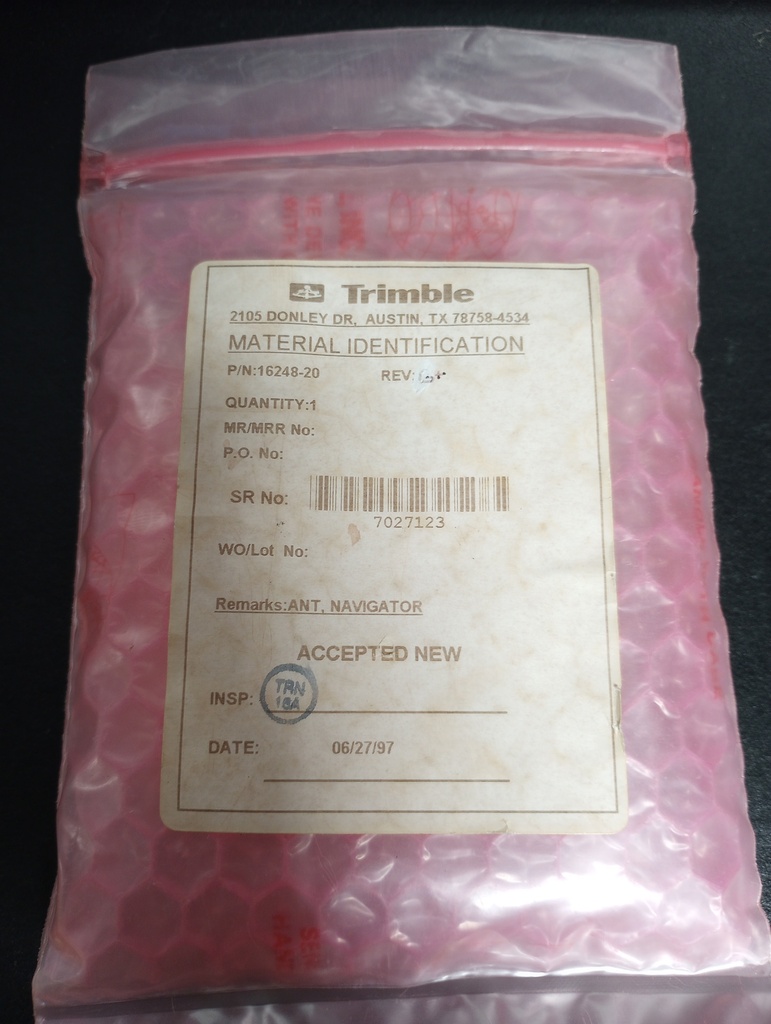 Trimble
2105 DONLEY DR, AUSTIN, TX 78758-4534
MATERIAL IDENTIFICATION
P/N:16248-20 REV:
QUANTITY:1
MR/MRR No:
P.O. No:
SR No:
7027123
WO/Lot No:
Remarks:ANT, NAVIGATOR
ACCEPTED NEW
INSP: TRN
18A
DATE: 06/27/97